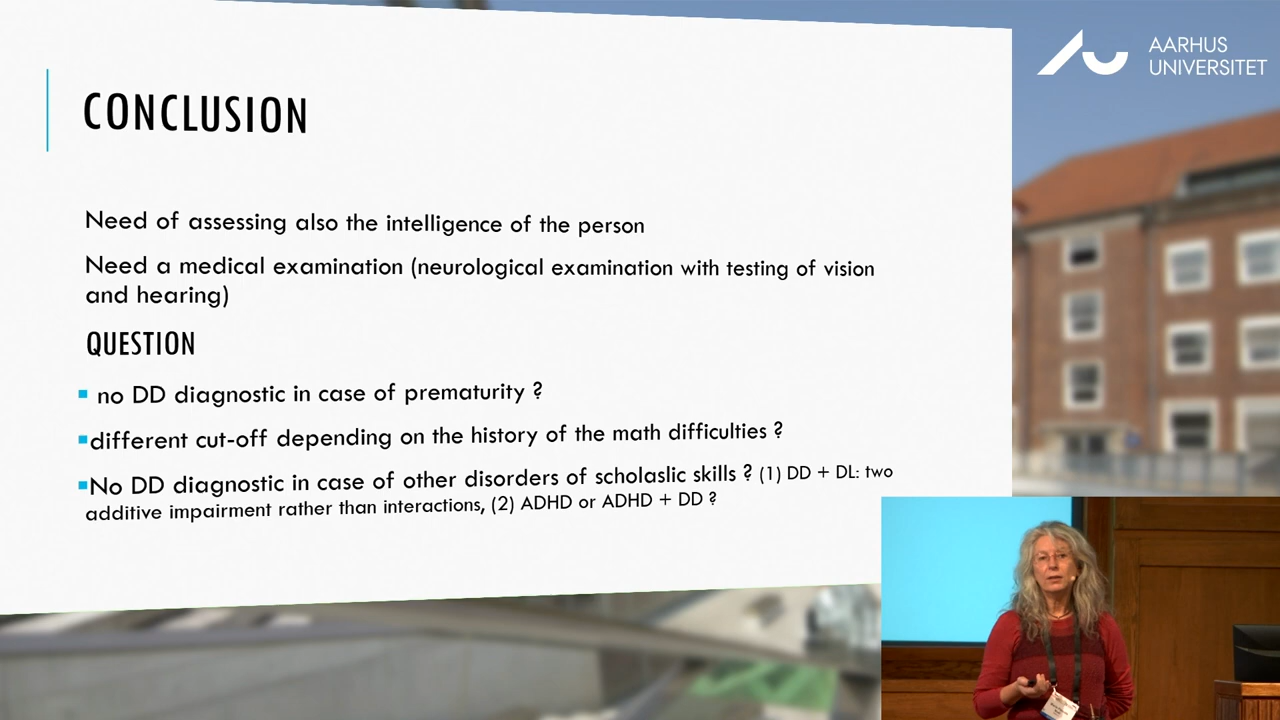 CONCLUSION
Need of assessing also the intelligence of the person
Need a medical examination (neurological examination with testing of vision
and hearing)
QUESTION
▪ no DD diagnostic in case of prematurity ?
▪different cut-off depending on the history of the math difficulties ?
▪No DD diagnostic in case of other disorders of scholaslic skills ? (1) DD + DL: two
additive impairment rather than interactions, (2) ADHD or ADHD + DD ?
AARHUS
UNIVERSITET